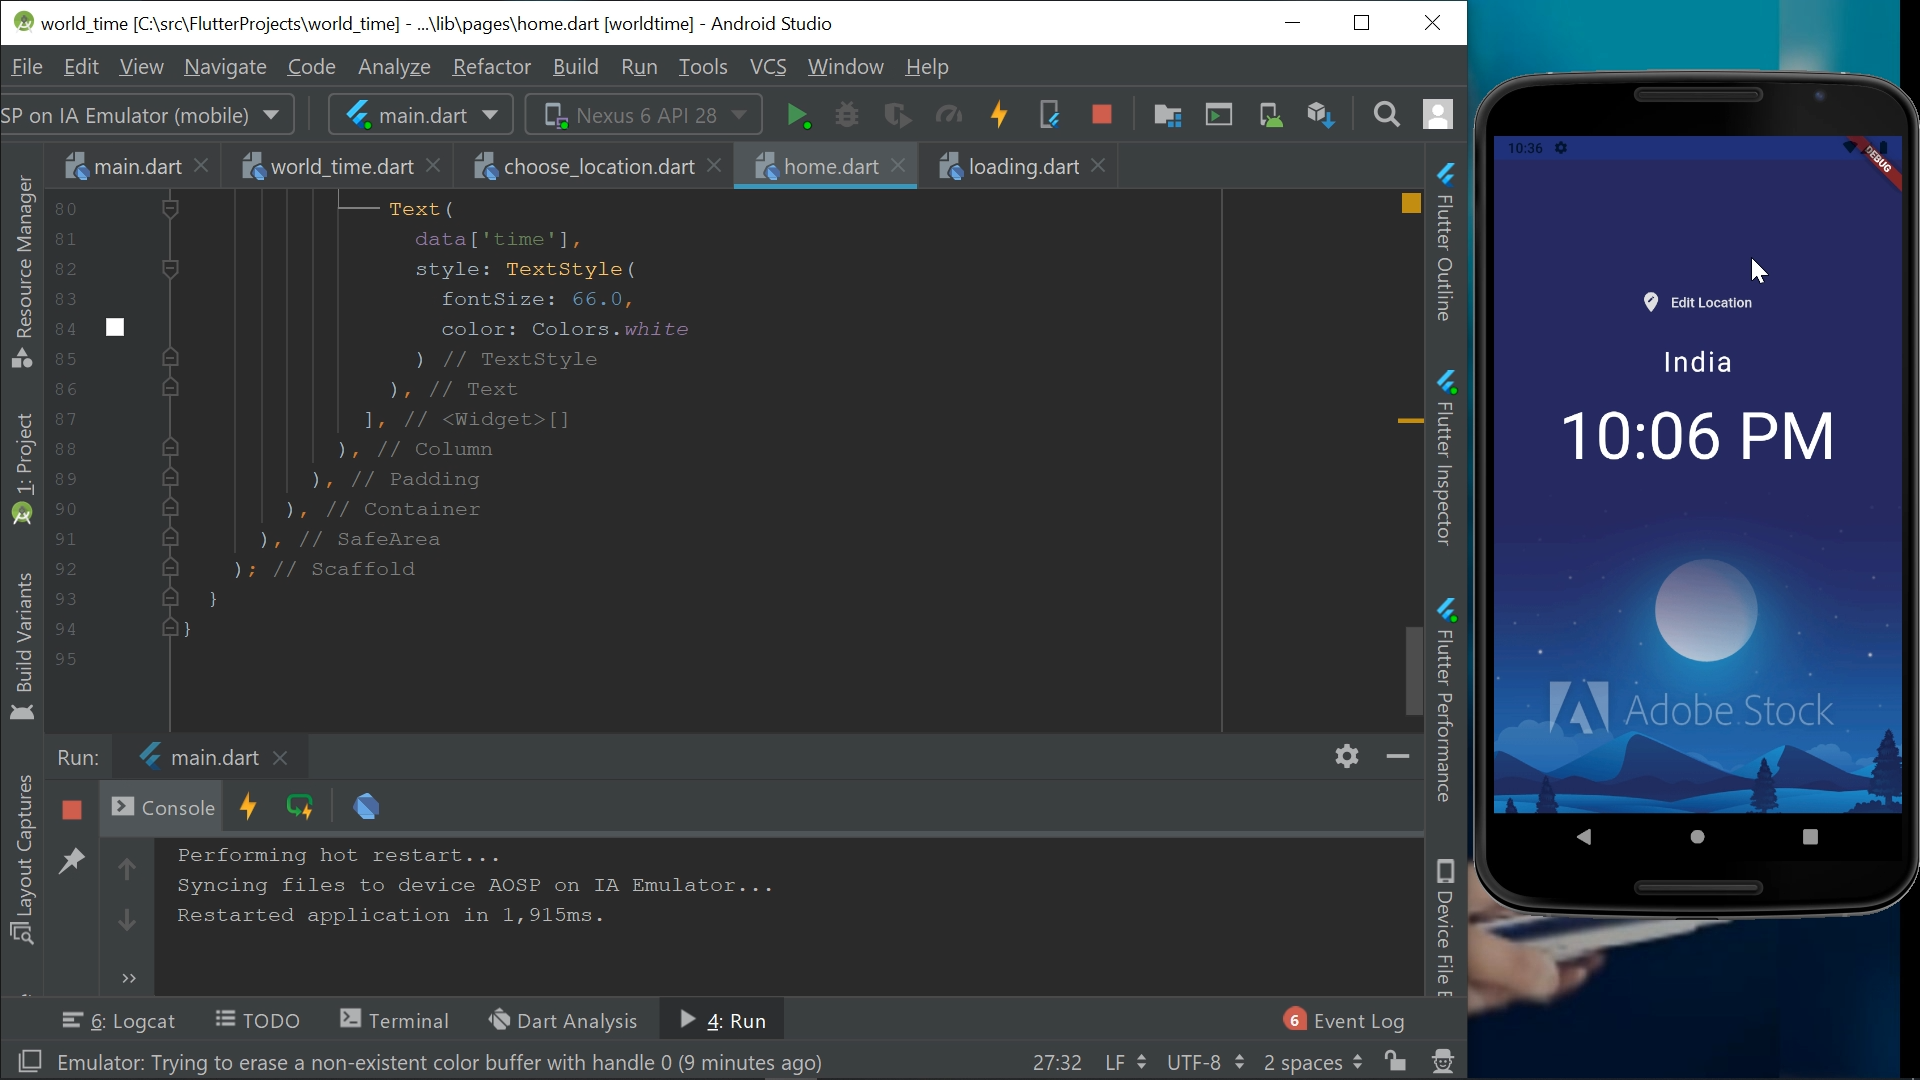 world_time [C:\src\FlutterProjects\world_time] - ...\lib\pages\home.dart [worldtime] - Android Studio
File Edit View Navigate Code Analyze Refactor Build Run Tools VCS Window Help
SP on IA Emulator (mobile) main.dart Nexus 6 API 28
main.dart world_time.dart choose_location.dart home.dart loading.dart
80 Text(
81 data['time'],
82 style: TextStyle(
83 fontSize: 66.0,
84 color: Colors.white
85 ) // TextStyle
86 ), // Text
87 ], // <Widget>[]
88 ), // Column
89 ), // Padding
90 ), // Container
91 ), // SafeArea
92 ); // Scaffold
93 }
94 }
95
Resource Manager
1: Project
Build Variants
Layout Captures
Flutter Outline
Flutter Inspector
Flutter Performance
Device File E
Run: main.dart
Console
Performing hot restart...
Syncing files to device AOSP on IA Emulator...
Restarted application in 1,915ms.
6: Logcat TODO Terminal Dart Analysis 4: Run 6 Event Log
Emulator: Trying to erase a non-existent color buffer with handle 0 (9 minutes ago) 27:32 LF UTF-8 2 spaces
10:36
DEBUG
Edit Location
India
10:06 PM
Adobe Stock